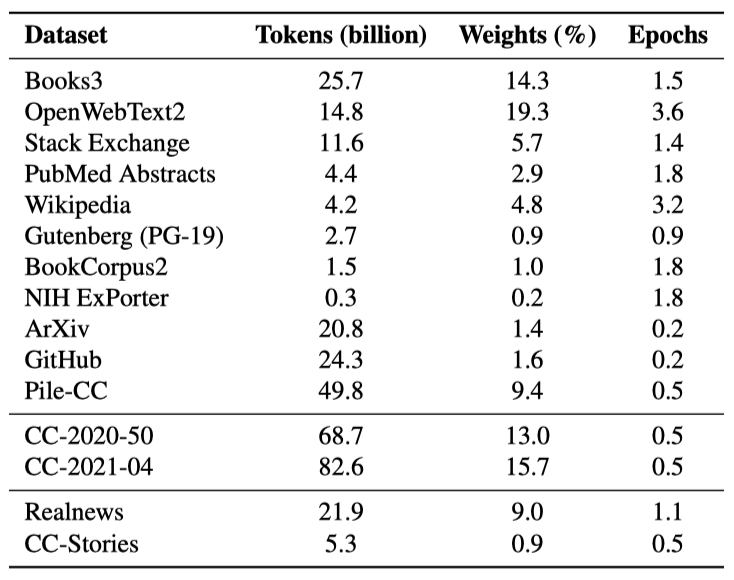 Dataset Tokens (billion) Weights (%) Epochs
Books3 25.7 14.3 1.5
OpenWebText2 14.8 19.3 3.6
Stack Exchange 11.6 5.7 1.4
PubMed Abstracts 4.4 2.9 1.8
Wikipedia 4.2 4.8 3.2
Gutenberg (PG-19) 2.7 0.9 0.9
BookCorpus2 1.5 1.0 1.8
NIH ExPorter 0.3 0.2 1.8
ArXiv 20.8 1.4 0.2
GitHub 24.3 1.6 0.2
Pile-CC 49.8 9.4 0.5
CC-2020-50 68.7 13.0 0.5
CC-2021-04 82.6 15.7 0.5
Realnews 21.9 9.0 1.1
CC-Stories 5.3 0.9 0.5